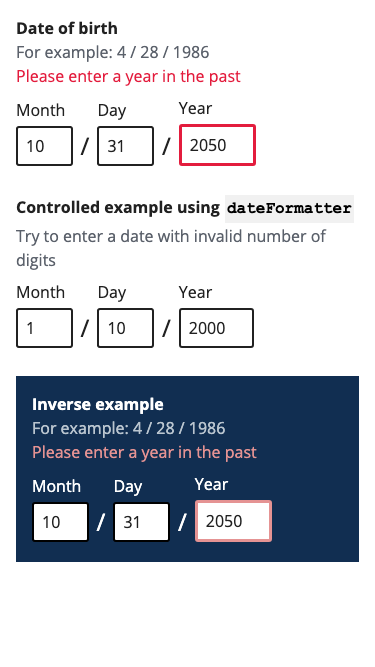 Date of birth
For example: 4 / 28 / 1986
Please enter a year in the past
Month Day Year
10 / 31 / 2050
Controlled example using dateFormatter
Try to enter a date with invalid number of
digits
Month Day Year
1 / 10 / 2000
Inverse example
For example: 4 / 28 / 1986
Please enter a year in the past
Month Day Year
10 / 31 / 2050